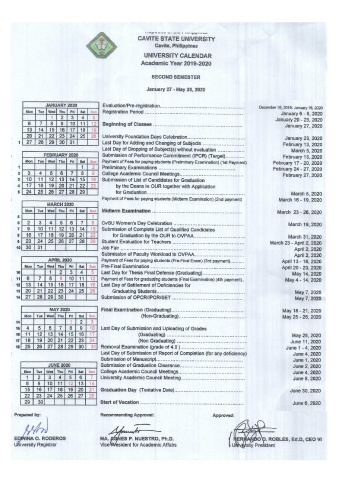 CAVITE STATE UNIVERSITY
Cavite, Philippines
UNIVERSITY CALENDAR
Academic Year 2019-2020
SECOND SEMESTER
January 27 - May 28, 2020
JANUARY 2020
Mon Tue Wed Thu Fri Sat Sun
1 2 3 4 5
6 7 8 9 10 11 12
13 14 15 16 17 18 19
20 21 22 23 24 25 26
1 27 28 29 30 31
FEBRUARY 2020
Mon Tue Wed Thu Fri Sat Sun
1 2
2 3 4 5 6 7 8 9
3 10 11 12 13 14 15 16
4 17 18 19 20 21 22 23
5 24 25 26 27 28 29
MARCH 2020
Mon Tue Wed Thu Fri Sat Sun
1
6 2 3 4 5 6 7 8
7 9 10 11 12 13 14 15
8 16 17 18 19 20 21 22
9 23 24 25 26 27 28 29
10 30 31
APRIL 2020
Mon Tue Wed Thu Fri Sat Sun
1 2 3 4 5
6 7 8 9 10 11 12
13 14 15 16 17 18 19
20 21 22 23 24 25 26
27 28 29 30
MAY 2020
Mon Tue Wed Thu Fri Sat Sun
1 2 3
4 5 6 7 8 9 10
11 12 13 14 15 16 17
18 19 20 21 22 23 24
25 26 27 28 29 30 31
JUNE 2020
Mon Tue Wed Thu Fri Sat Sun
1 2 3 4 5 6 7
8 9 10 11 12 13 14
15 16 17 18 19 20 21
22 23 24 25 26 27 28
29 30
Evaluation/Pre-registration December 16, 2019- January 16, 2020
Registration Period January 6 - 8, 2020
January 20 - 23, 2020
Beginning of Classes January 27, 2020
University Foundation Days Celebration January 21-23, 2020
Last Day of Adding and Changing of Subjects February 13, 2020
Last Day of Dropping of Subject(s) without evaluation March 5, 2020
Submission of Performance Commitment (IPCR) (Target) February 13, 2020
Payment of Fees for paying students (Preliminary Examination) (1st Payment) February 17 - 20, 2020
Preliminary Examinations February 24 - 27, 2020
College Academic Council Meetings February 27, 2020
Submission of List of Candidates for Graduation
by the Deans to OUR together with Application
for Graduation March 5, 2020
Payment of Fees for paying students (Midterm Examination) (2nd payment) March 16 - 19, 2020
Midterm Examination March 23 - 26, 2020
CvSU Women's Day Celebration March 16, 2020
Submission of Complete List of Qualified Candidates
for Graduation by the OUR to OVPAA March 31, 2020
Student Evaluation for Teachers March 23 - April 2, 2020
Job Fair April 2, 2020
Submission of Faculty Workload to OVPAA April 2, 2020
Payment of Fees for paying students (Pre-Final Exam) (3rd payment) April 13 - 16, 2020
Pre-Final Examination April 20 - 23, 2020
Last Day for Thesis Final Defense (Graduating) May 14, 2020
Payment of Fees for graduating students (Final Examination) (4th payment) May 4 - 14, 2020
Last Day of Settlement of Deficiencies for
Graduating Students May 7, 2020
Submission of OPCR/IPCR/SET May 7, 2020
Final Examination (Graduating) May 18 - 21, 2020
(Non Graduating) May 25 - 28, 2020
Last Day of Submission and Uploading of Grades
(Graduating) May 28, 2020
(Non Graduating) June 11, 2020
Removal Examination (grade of 4.0 ) June 1 - 4, 2020
Last Day of Submission of Report of Completion (for any deficiency) June 4, 2020
Submission of Manuscript June 1, 2020
Submission of Graduation Clearance June 2, 2020
College Academic Council Meetings June 4, 2020
University Academic Council Meeting June 8, 2020
Graduation Day (Tentative Date) June 30, 2020
Start of Vacation June 8, 2020
Prepared by: Recommending Approval: Approved:
EDWINA O. RODEROS MA. AGNES P. NUESTRO, Ph.D. HERNANDO D. ROBLES, Ed.D, CEO VI
University Registrar Vice President for Academic Affairs University President